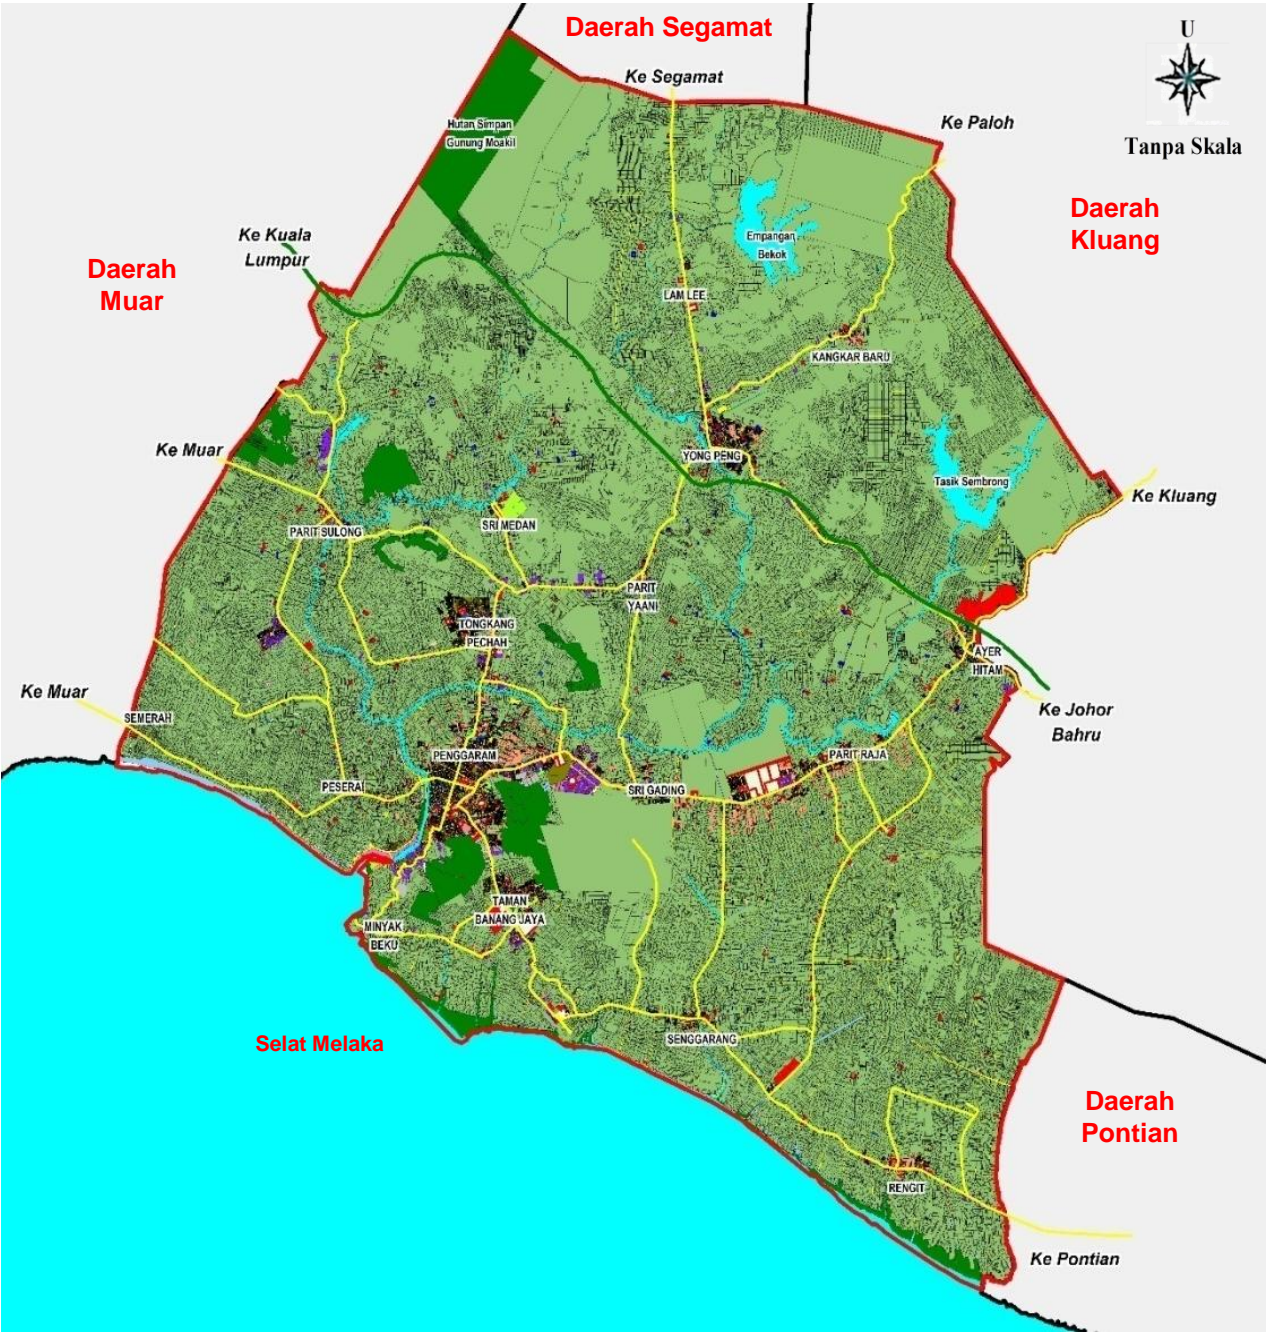 Daerah Segamat
U
Ke Segamat
Ke Paloh
Tanpa Skala
Hutan Simpan
Gunung Moakil
Daerah
Kluang
Ke Kuala
Lumpur
Empangan
Bekok
Daerah
Muar
LAM LEE
KANGKAR BARU
Ke Muar
YONG PENG
Tasik Sembrong
Ke Kluang
PARIT SULONG
SRI MEDAN
PARIT
YAANI
TONGKANG
PECHAH
AYER
HITAM
Ke Muar
SEMERAH
Ke Johor
Bahru
PENGGARAM
PARIT RAJA
PESERAI
SRI GADING
TAMAN
BANANG JAYA
MINYAK
BEKU
Selat Melaka
SENGGARANG
Daerah
Pontian
RENGIT
Ke Pontian